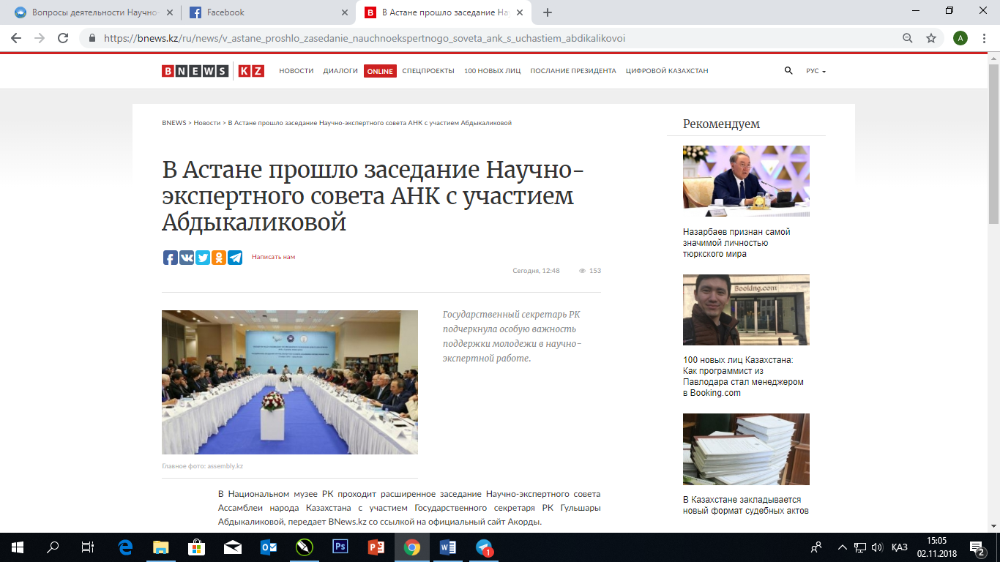 Вопросы деятельности Научно-
Facebook
В Астане прошло заседание На
https://bnews.kz/ru/news/v_astane_proshlo_zasedanie_nauchnoekspertnogo_soveta_ank_s_uchastiem_abdikalikovoi
A
BNEWS KZ
НОВОСТИ ДИАЛОГИ ONLINE СПЕЦПРОЕКТЫ 100 НОВЫХ ЛИЦ ПОСЛАНИЕ ПРЕЗИДЕНТА ЦИФРОВОЙ КАЗАХСТАН
РУС
BNEWS > Новости > В Астане прошло заседание Научно-экспертного совета АНК с участием Абдыкаликовой
В Астане прошло заседание Научно-
экспертного совета АНК с участием
Абдыкаликовой
Написать нам
Сегодня, 12:48 153
Государственный секретарь РК
подчеркнула особую важность
поддержки молодежи в научно-
экспертной работе.
Главное фото: assembly.kz
В Национальном музее РК проходит расширенное заседание Научно-экспертного совета
Ассамблеи народа Казахстана с участием Государственного секретаря РК Гульшары
Абдыкаликовой, передает BNews.kz со ссылкой на официальный сайт Акорды.
Рекомендуем
Назарбаев признан самой
значимой личностью
тюркского мира
Booking.com
100 новых лиц Казахстана:
Как программист из
Павлодара стал менеджером
в Booking.com
В Казахстане закладывается
новый формат судебных актов
Ps
1
ҚАЗ
15:05
02.11.2018
2